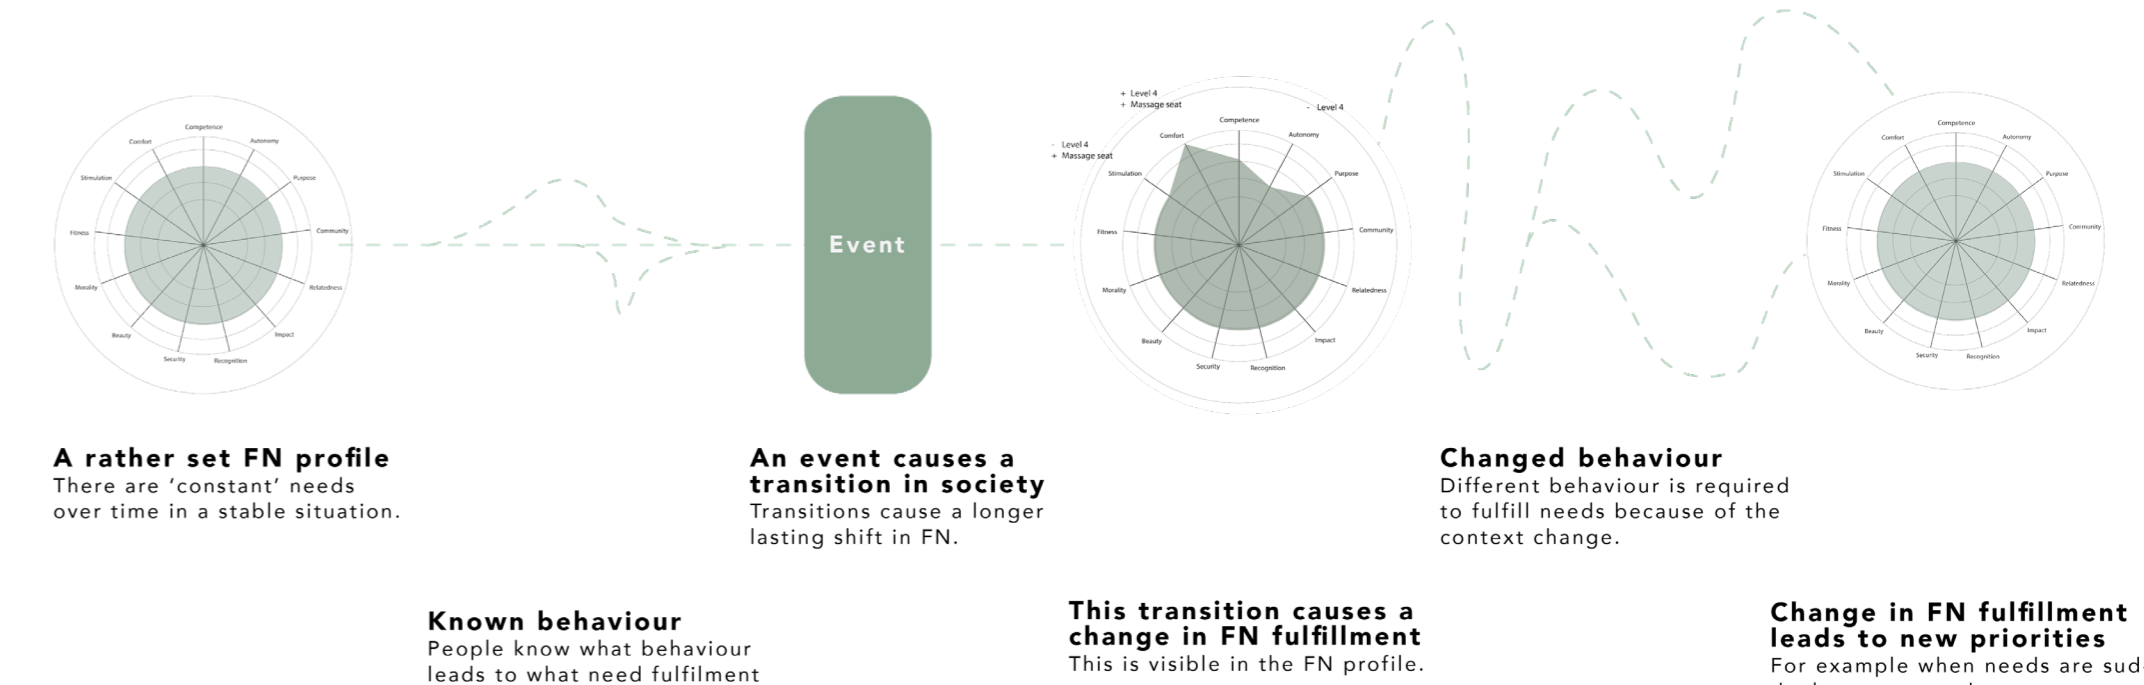 Competence
Comfort
Autonomy
Stimulation
Purpose
Fitness
Community
Morality
Relatedness
Beauty
Impact
Security
Recognition
Event
+ Level 4
+ Massage seat
- Level 4
- Level 4
+ Massage seat
Competence
Comfort
Autonomy
Stimulation
Purpose
Fitness
Community
Morality
Relatedness
Beauty
Impact
Security
Recognition
Competence
Comfort
Autonomy
Stimulation
Purpose
Fitness
Community
Morality
Relatedness
Beauty
Impact
Security
Recognition
A rather set FN profile
There are ‘constant’ needs
over time in a stable situation.
Known behaviour
People know what behaviour
leads to what need fulfilment
An event causes a
transition in society
Transitions cause a longer
lasting shift in FN.
This transition causes a
change in FN fulfillment
This is visible in the FN profile.
Changed behaviour
Different behaviour is required
to fulfill needs because of the
context change.
Change in FN fulfillment
leads to new priorities
For example when needs are sud-